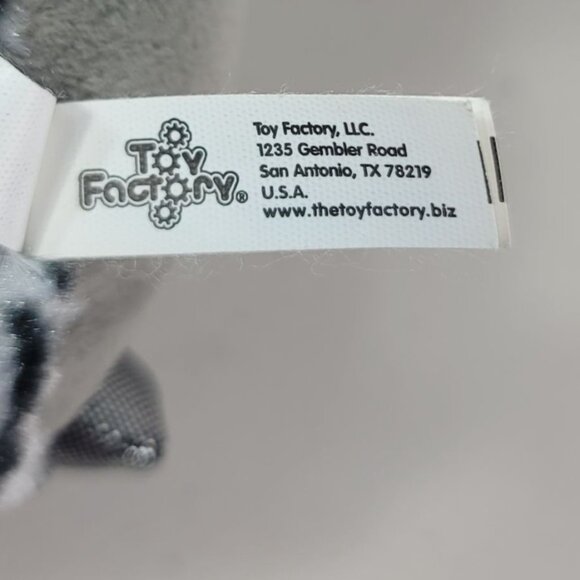 Toy
Factory®
Toy Factory, LLC.
1235 Gembler Road
San Antonio, TX 78219
U.S.A.
www.thetoyfactory.biz